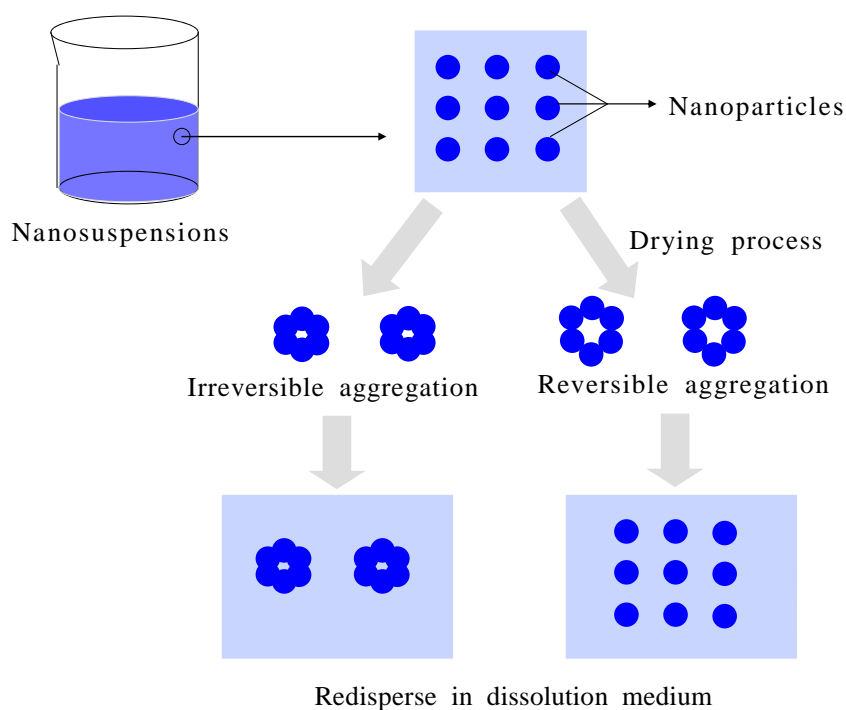 Nanoparticles
Nanosuspensions
Drying process
Irreversible aggregation
Reversible aggregation
Redisperse in dissolution medium